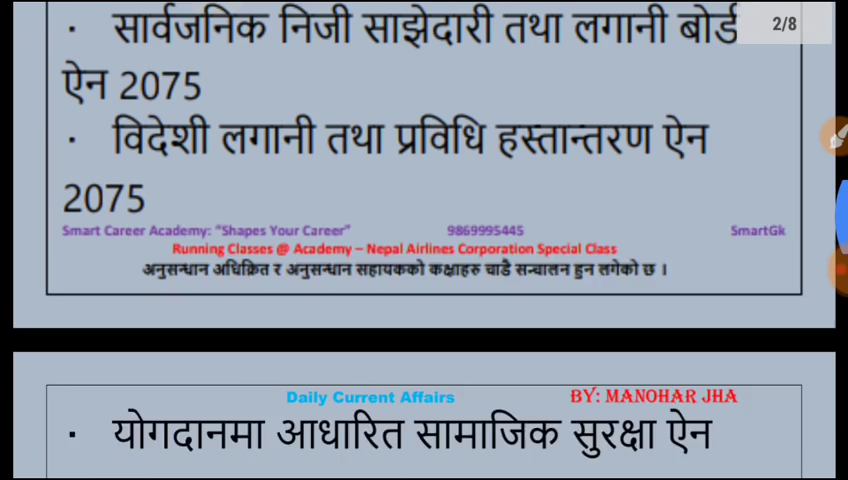 · सार्वजनिक निजी साझेदारी तथा लगानी बोर्ड
2/8
ऐन 2075
· विदेशी लगानी तथा प्रविधि हस्तान्तरण ऐन
2075
Smart Career Academy: “Shapes Your Career” 9869995445 SmartGk
Running Classes @ Academy – Nepal Airlines Corporation Special Class
अनुसन्धान अधिक्रित र अनुसन्धान सहायकको कक्षाहरु चाडै सन्चालन हुन लगेको छ ।
Daily Current Affairs BY: MANOHAR JHA
· योगदानमा आधारित सामाजिक सुरक्षा ऐन